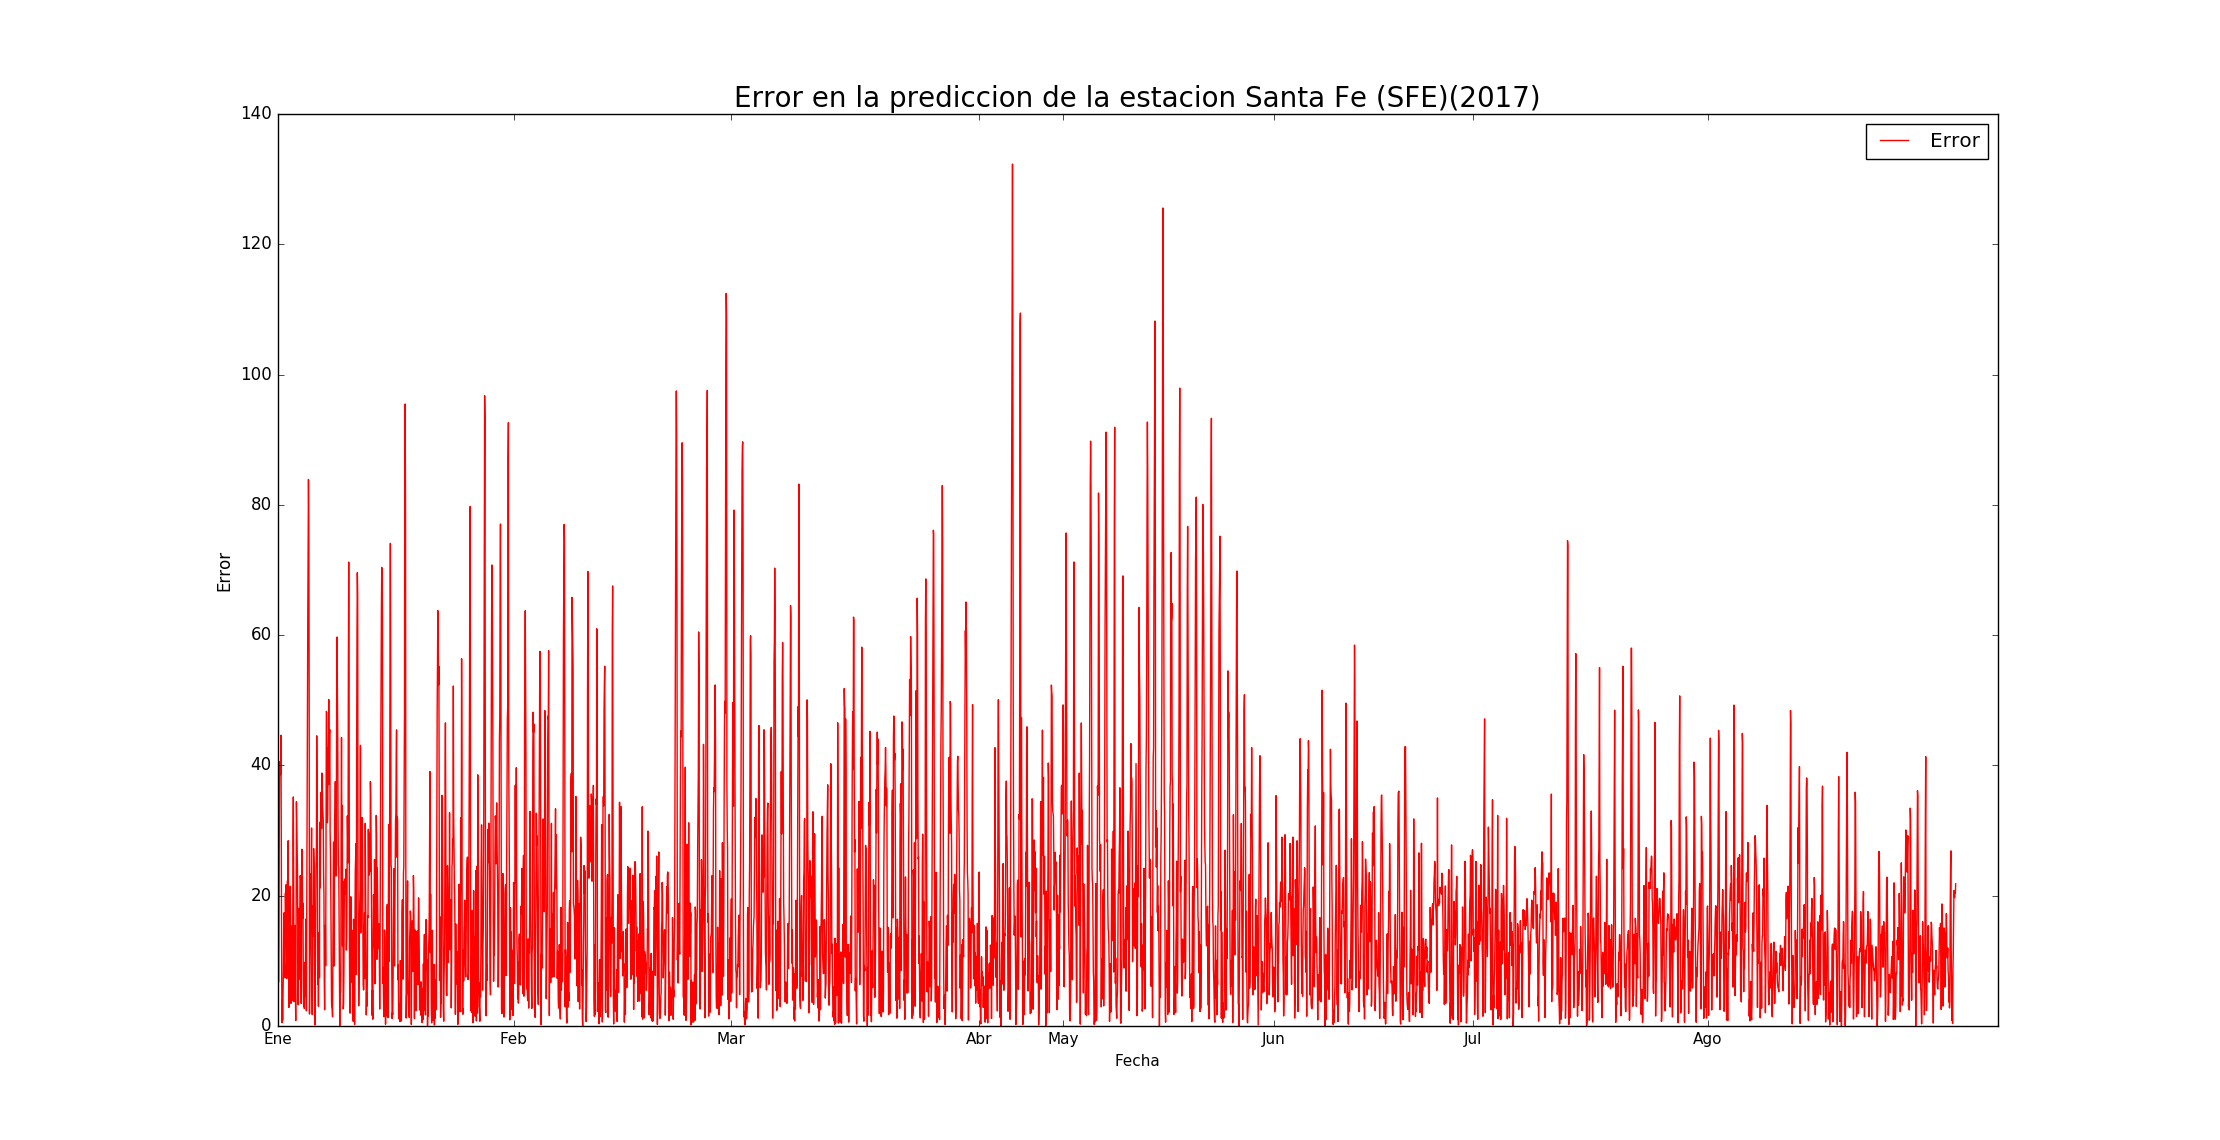 Error en la prediccion de la estacion Santa Fe (SFE)(2017)
140
120
100
80
60
40
20
0
Error
Error
Ene Feb Mar Abr May Jun Jul Ago
Fecha